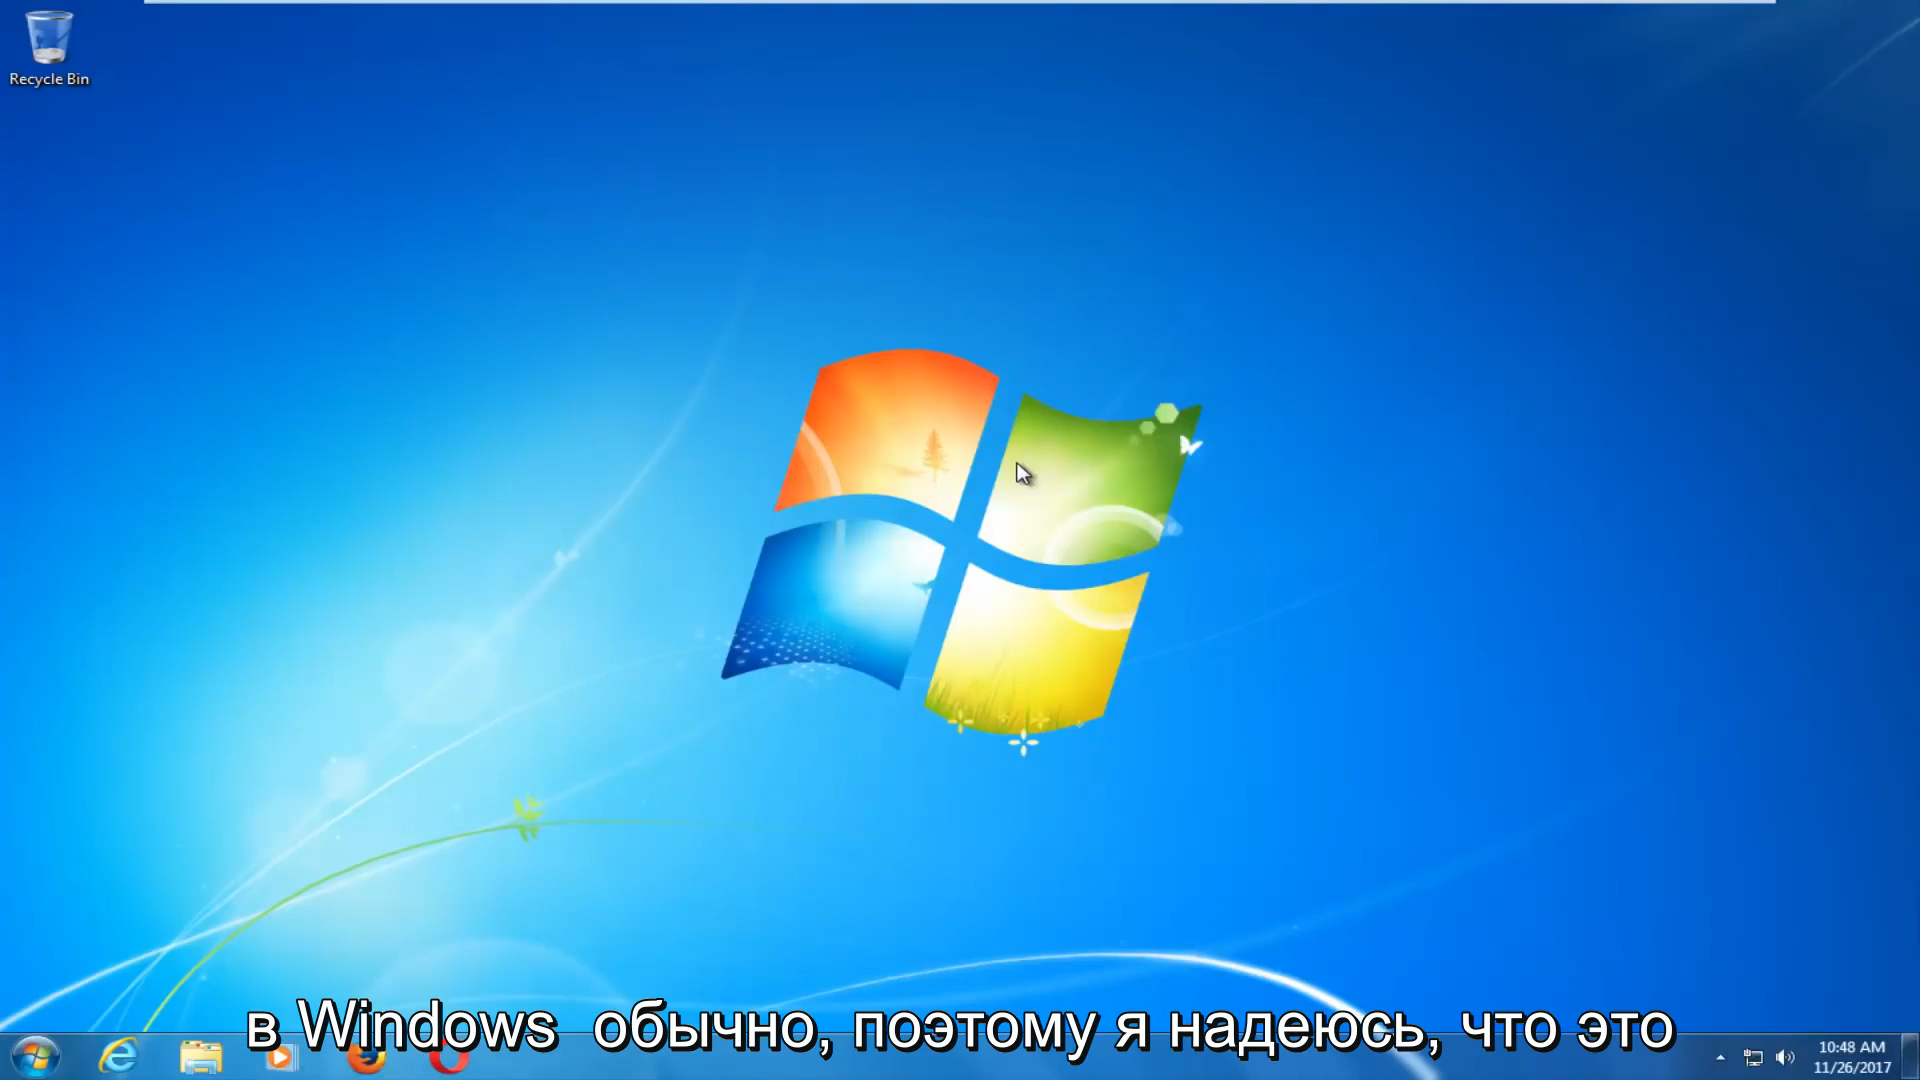 Recycle Bin
в Windows обычно, поэтому я надеюсь, что это
10:48 AM
11/26/2017